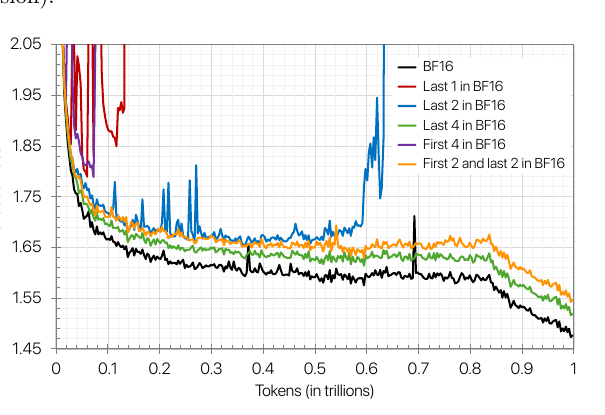 sion).
2.05
1.95
1.85
1.75
1.65
1.55
1.45
BF16
Last 1 in BF16
Last 2 in BF16
Last 4 in BF16
First 4 in BF16
First 2 and last 2 in BF16
0 0.1 0.2 0.3 0.4 0.5 0.6 0.7 0.8 0.9 1
Tokens (in trillions)